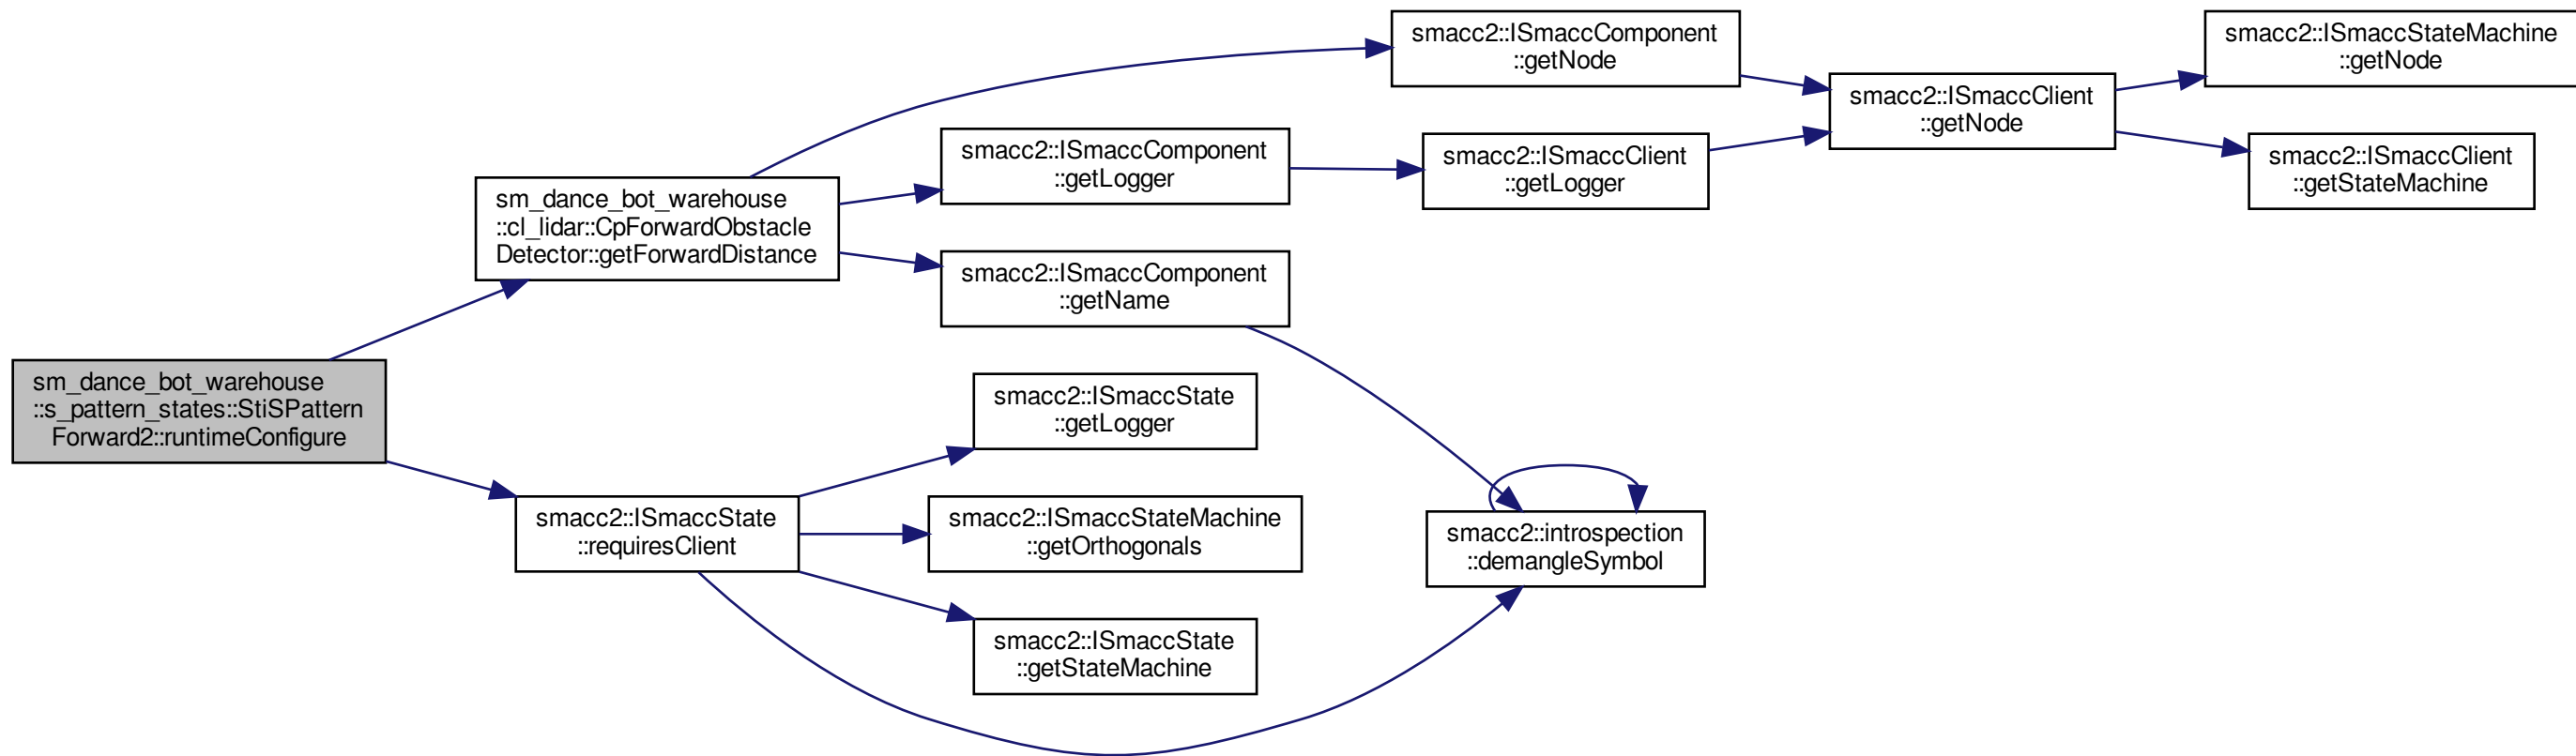 sm_dance_bot_warehouse
::s_pattern_states::StiSPattern
Forward2::runtimeConfigure
sm_dance_bot_warehouse
::cl_lidar::CpForwardObstacle
Detector::getForwardDistance
smacc2::ISmaccState
::requiresClient
smacc2::ISmaccComponent
::getNode
smacc2::ISmaccComponent
::getLogger
smacc2::ISmaccComponent
::getName
smacc2::ISmaccState
::getLogger
smacc2::ISmaccStateMachine
::getOrthogonals
smacc2::ISmaccState
::getStateMachine
smacc2::ISmaccClient
::getLogger
smacc2::introspection
::demangleSymbol
smacc2::ISmaccClient
::getNode
smacc2::ISmaccStateMachine
::getNode
smacc2::ISmaccClient
::getStateMachine